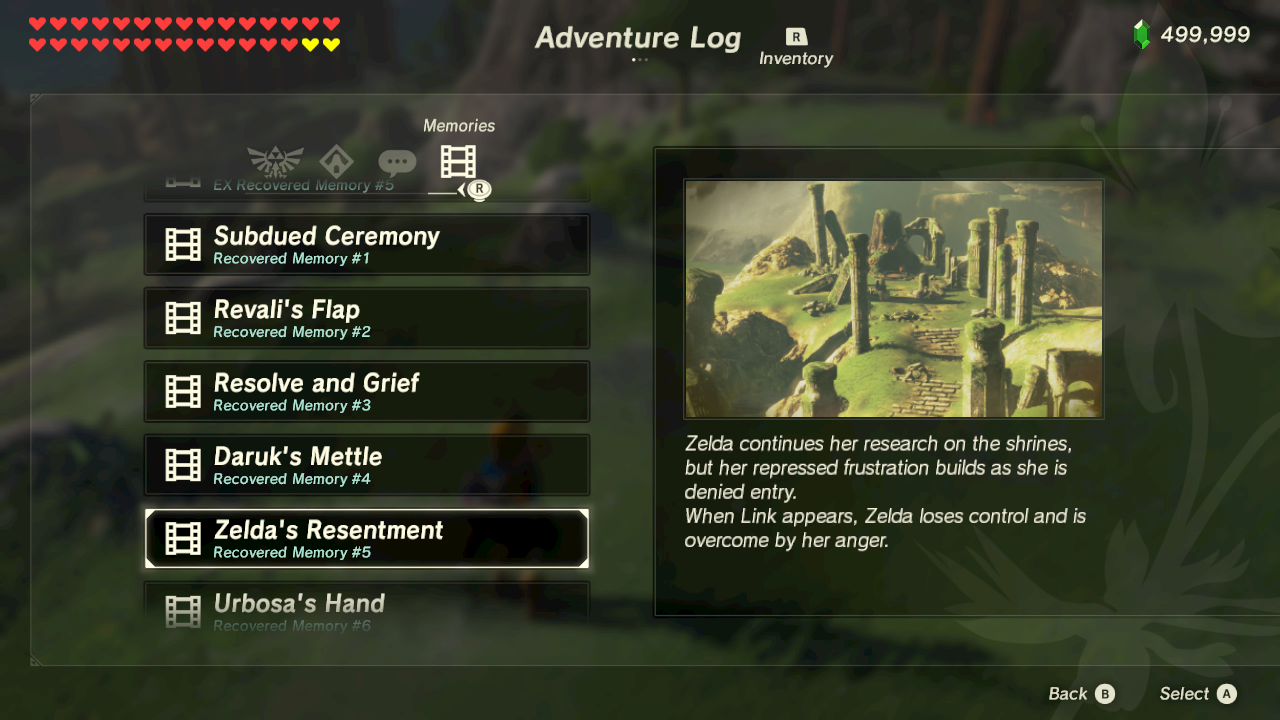 Adventure Log
R
Inventory
499,999
Memories
R
EX Recovered Memory #5
Subdued Ceremony
Recovered Memory #1
Revali's Flap
Recovered Memory #2
Resolve and Grief
Recovered Memory #3
Daruk's Mettle
Recovered Memory #4
Zelda's Resentment
Recovered Memory #5
Urbosa's Hand
Recovered Memory #6
Zelda continues her research on the shrines,
but her repressed frustration builds as she is
denied entry.
When Link appears, Zelda loses control and is
overcome by her anger.
Back B
Select A